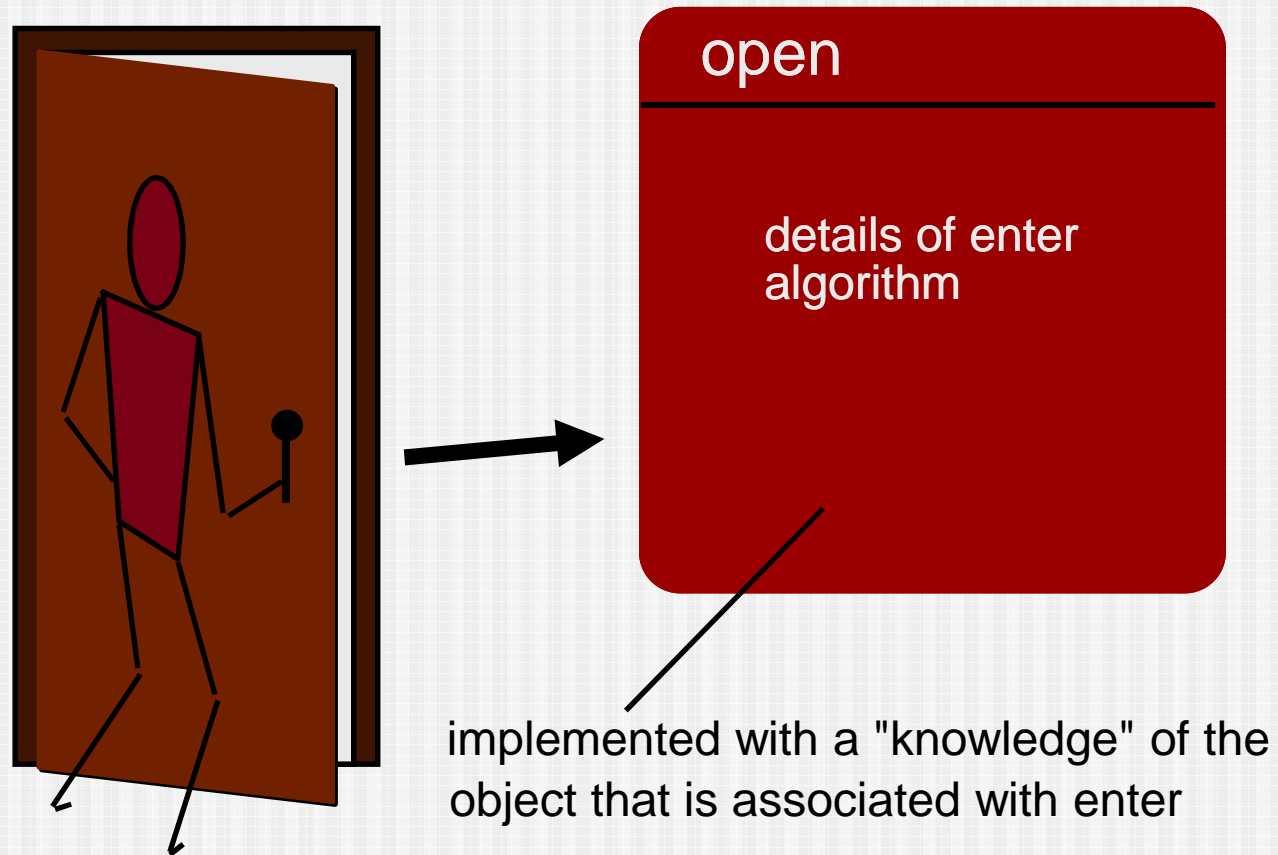 open
details of enter
algorithm
implemented with a "knowledge" of the
object that is associated with enter